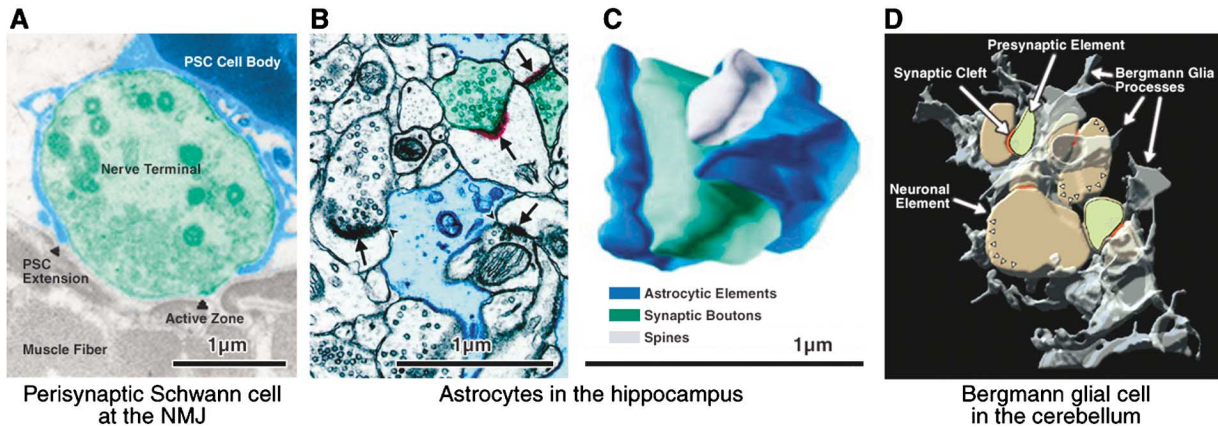 A
PSC Cell Body
Nerve Terminal
PSC
Extension
Active Zone
Muscle Fiber
1μm
Perisynaptic Schwann cell
at the NMJ
B
1μm
C
Astrocytic Elements
Synaptic Boutons
Spines
1μm
Astrocytes in the hippocampus
D
Presynaptic Element
Synaptic Cleft
Bergmann Glia
Processes
Neuronal
Element
Bergmann glial cell
in the cerebellum